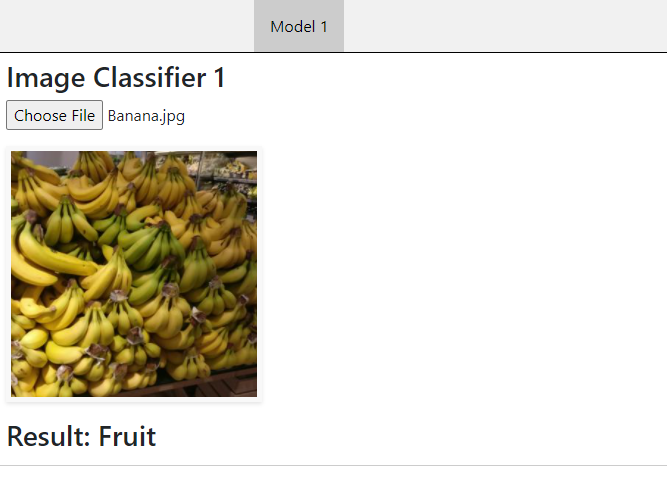 Model 1
Image Classifier 1
Choose File Banana.jpg
Result: Fruit